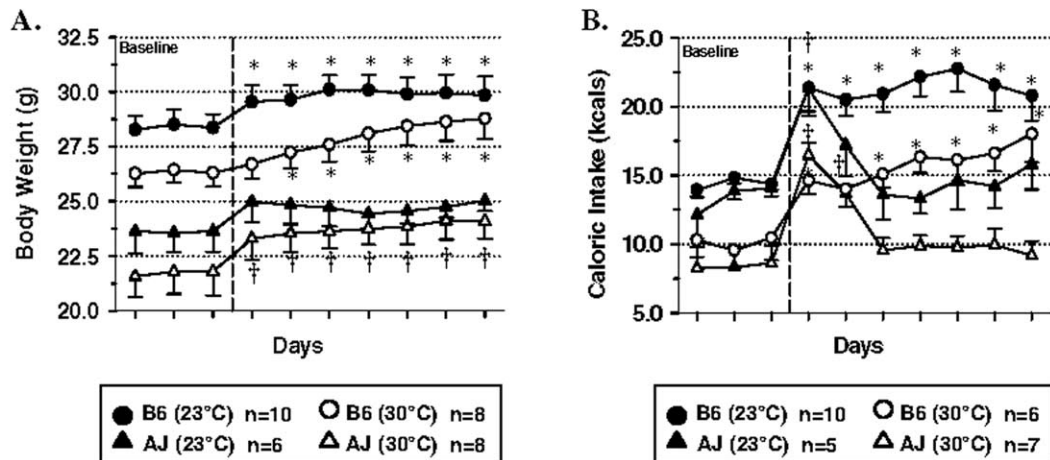 A.
Body Weight (g)
32.5
30.0
27.5
25.0
22.5
20.0
Baseline
* * * * * * *
* * * * * *
‡ † † † † † †
Days
● B6 (23°C) n=10 ○ B6 (30°C) n=8
▲ AJ (23°C) n=6 △ AJ (30°C) n=8
B.
Caloric Intake (kcals)
25.0
20.0
15.0
10.0
5.0
Baseline
‡
* * * * * * *
‡ ‡
* * * * * *
Days
● B6 (23°C) n=10 ○ B6 (30°C) n=6
▲ AJ (23°C) n=5 △ AJ (30°C) n=7